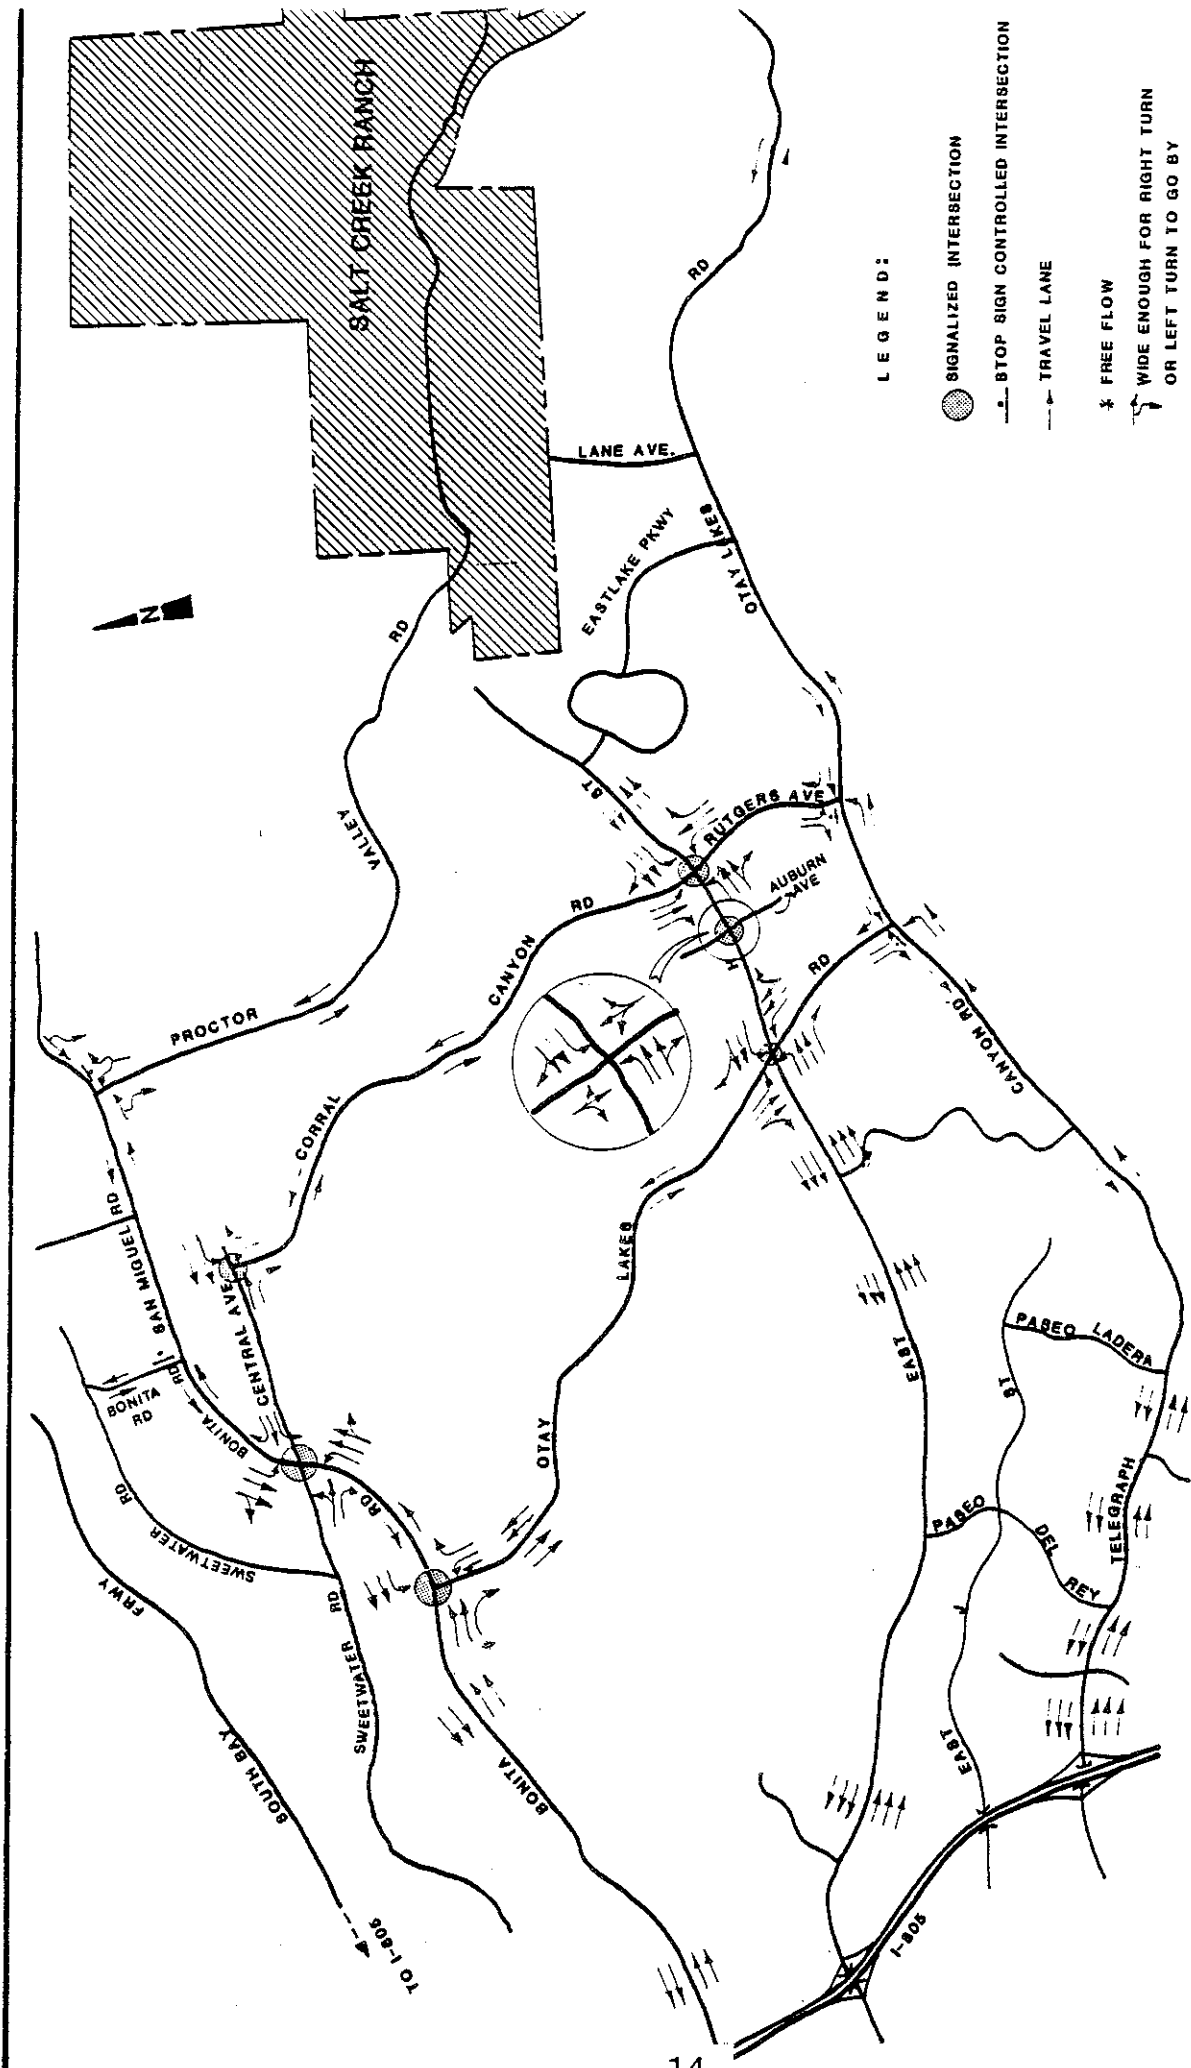 SALT CREEK RANCH
N
RD
VALLEY
PROCTOR
SAN MIGUEL RD
BONITA
RD
BONITA
RD
CENTRAL AVE
CORRAL
CANYON
RD
SWEETWATER
RD
SWEETWATER
RD
FRWY
SOUTH BAY
TO I-805
BONITA
RD
OTAY
LAKES
RD
EAST
H
ST
RUTGERS AVE
AUBURN
AVE
EASTLAKE PKWY
LANE AVE.
OTAY LAKES
RD
CANYON RD
TELEGRAPH
PASEO LADERA
PASEO
DEL
REY
EAST
ST
I-805
LEGEND:
SIGNALIZED INTERSECTION
STOP SIGN CONTROLLED INTERSECTION
TRAVEL LANE
* FREE FLOW
WIDE ENOUGH FOR RIGHT TURN
OR LEFT TURN TO GO BY
14